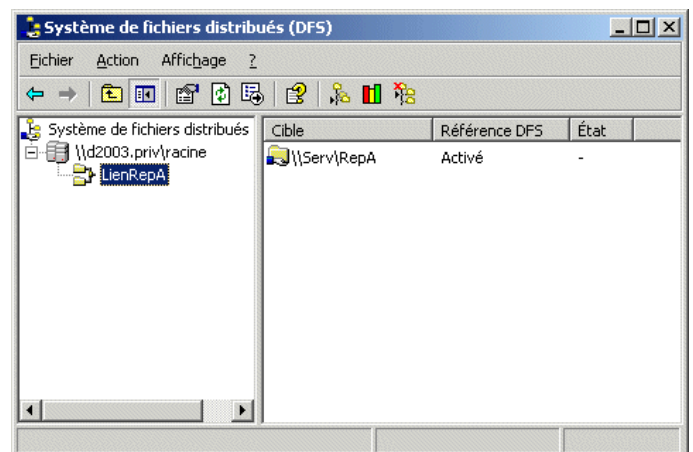 Système de fichiers distribués (DFS)
Fichier Action Affichage ?
Système de fichiers distribués
\\d2003.priv\racine
LienRepA
Cible Référence DFS État
\\Serv\RepA Activé -